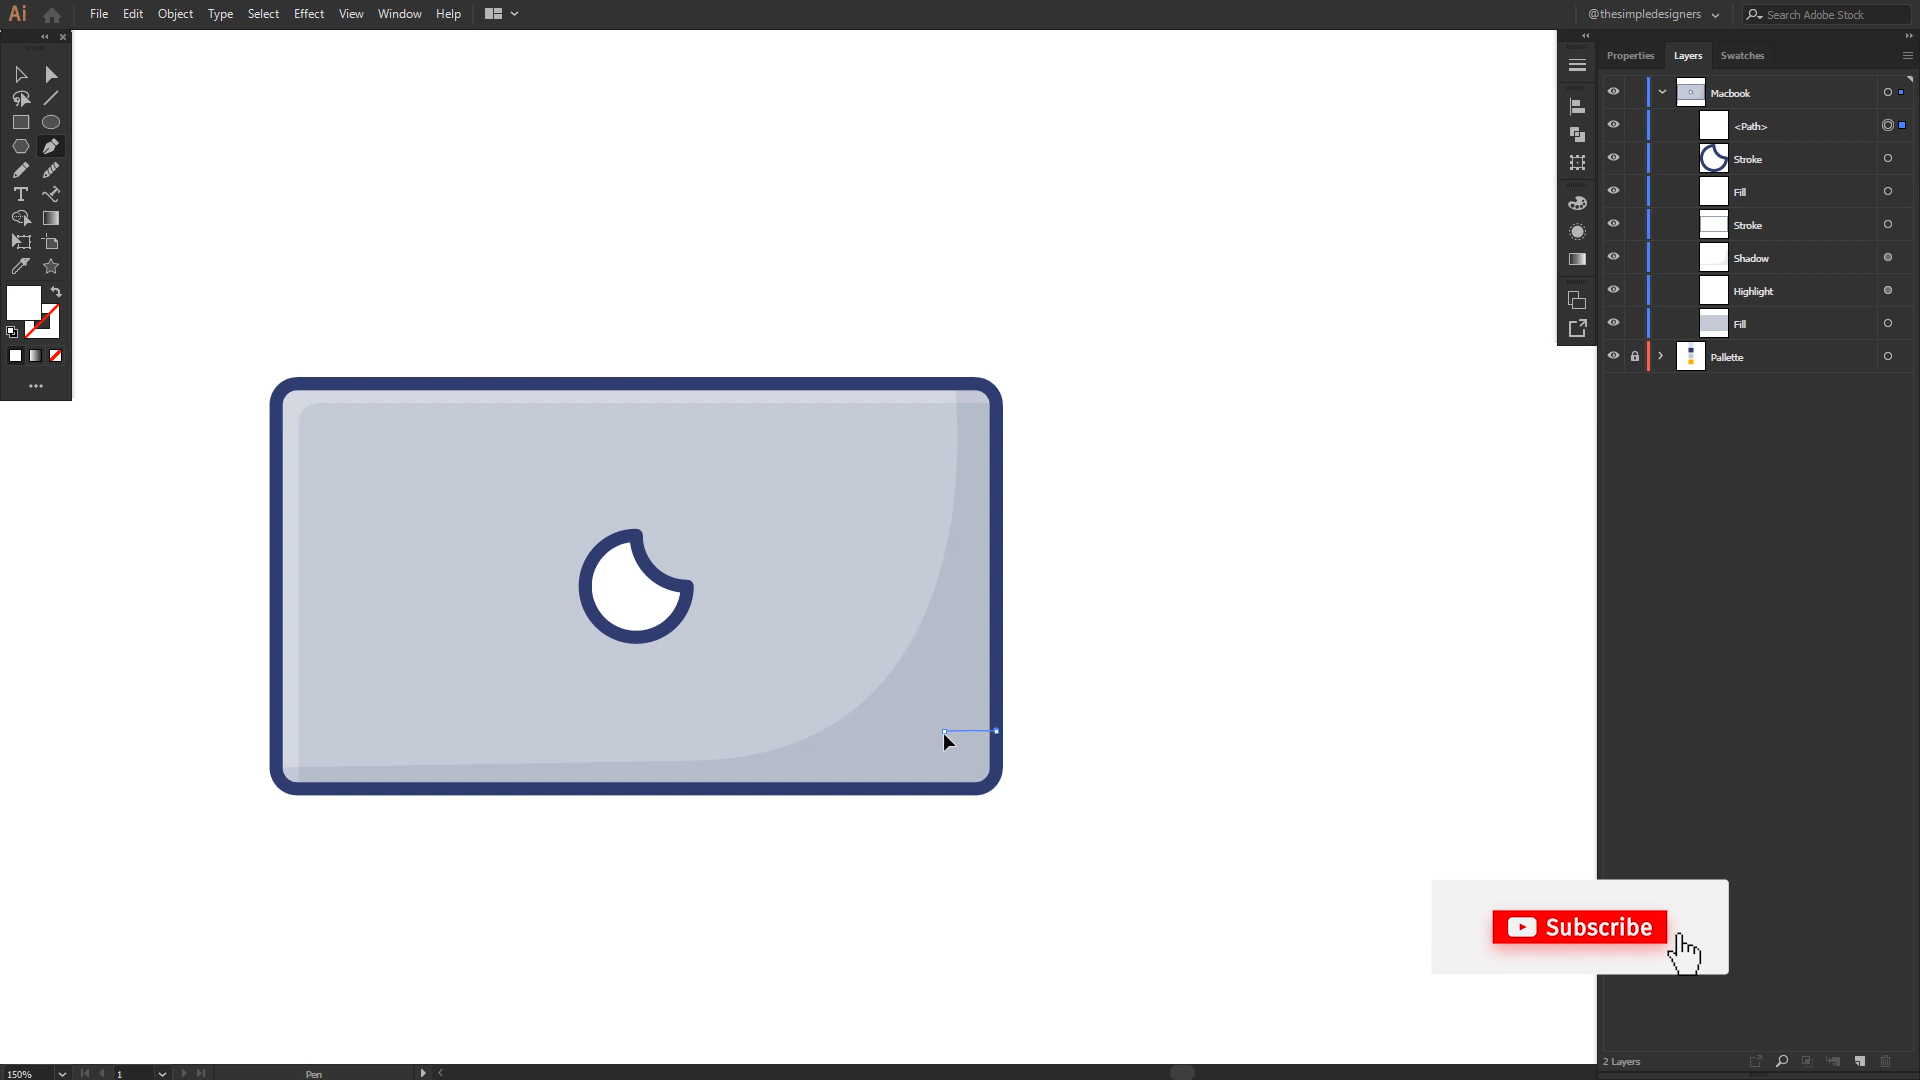 Ai File Edit Object Type Select Effect View Window Help @thesimpledesigners Search Adobe Stock
Properties Layers Swatches
Macbook
<Path>
Stroke
Fill
Stroke
Shadow
Highlight
Fill
Pallette
T
Subscribe
2 Layers
150% 1 Pen